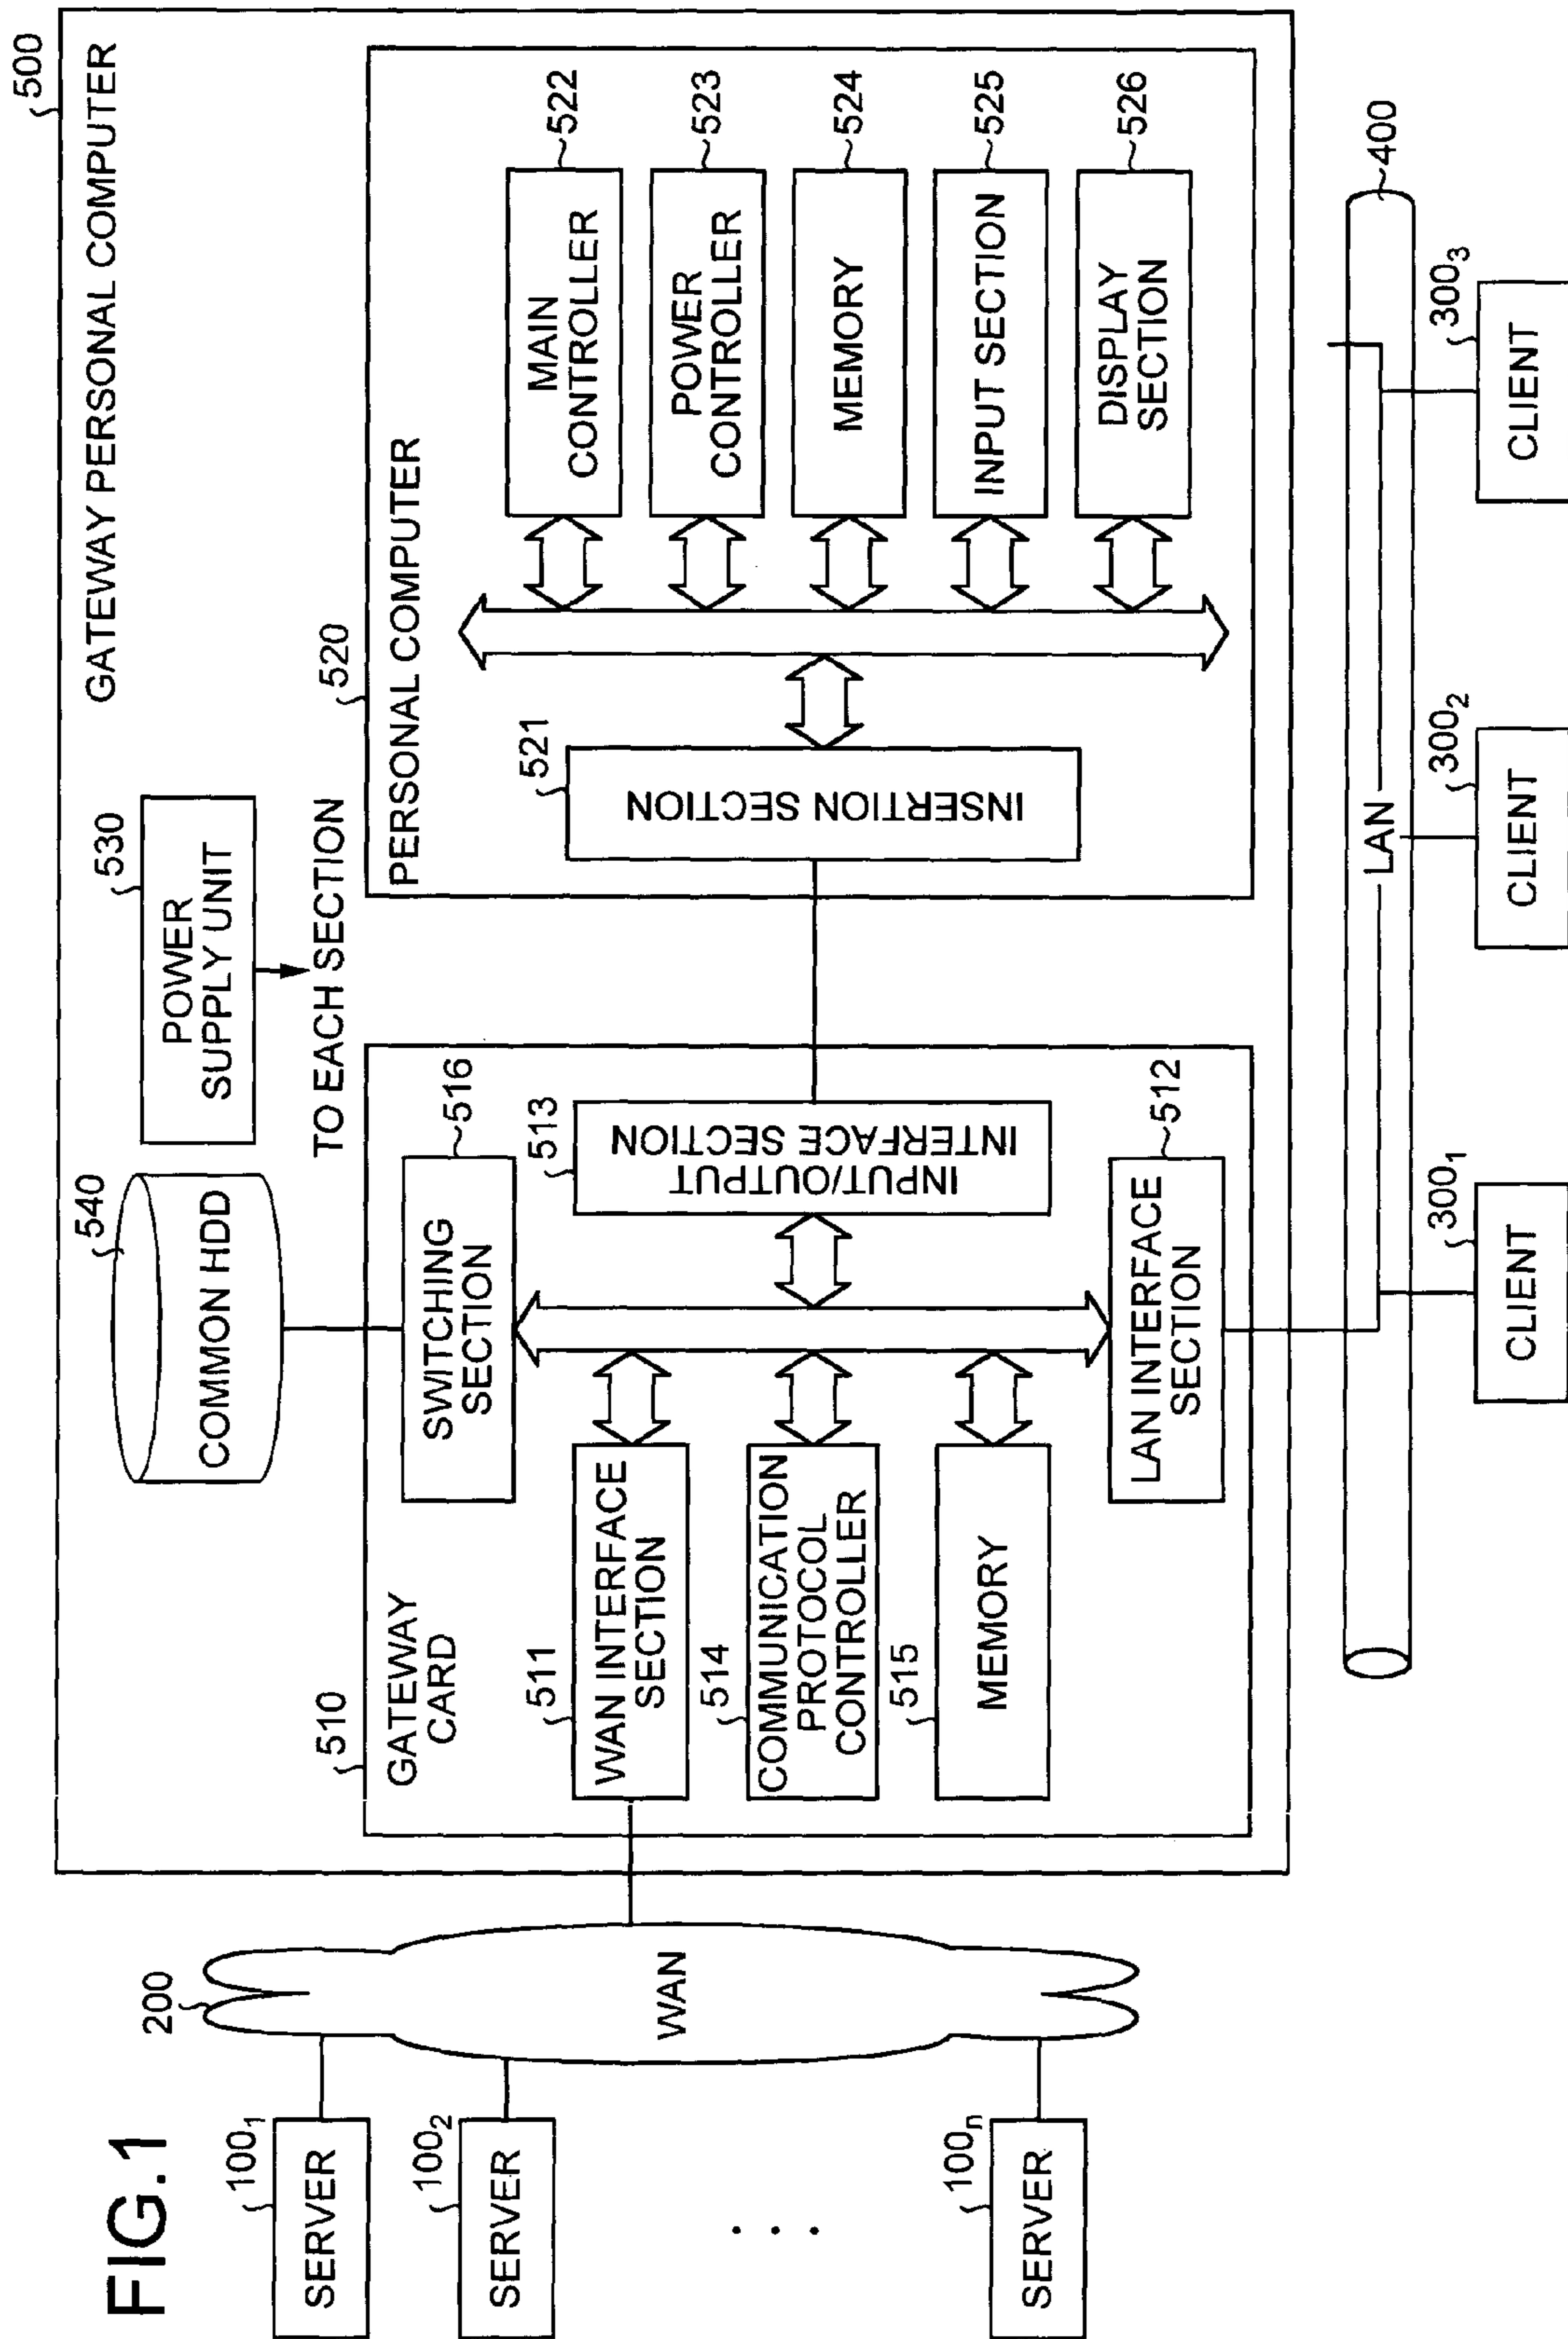 FIG.1
500
GATEWAY PERSONAL COMPUTER
540
COMMON HDD
530
POWER
SUPPLY UNIT
TO EACH SECTION
510
GATEWAY
CARD
516
SWITCHING
SECTION
511
WAN INTERFACE
SECTION
514
COMMUNICATION
PROTOCOL
CONTROLLER
515
MEMORY
513
INPUT/OUTPUT
INTERFACE SECTION
512
LAN INTERFACE
SECTION
520
PERSONAL COMPUTER
521
INSERTION SECTION
522
MAIN
CONTROLLER
523
POWER
CONTROLLER
524
MEMORY
525
INPUT SECTION
526
DISPLAY
SECTION
200
WAN
100₁
SERVER
100₂
SERVER
. . .
100ₙ
SERVER
400
LAN
300₁
CLIENT
300₂
CLIENT
300₃
CLIENT